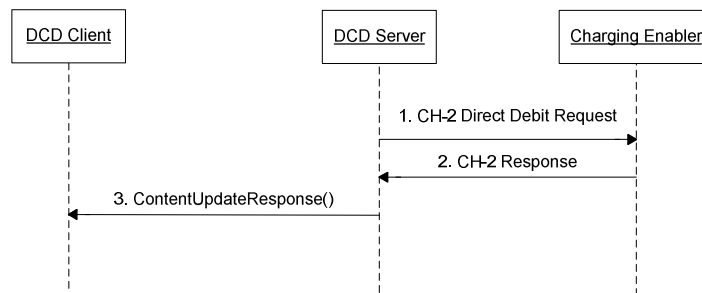 DCD Client
DCD Server
Charging Enabler
1. CH-2 Direct Debit Request
2. CH-2 Response
3. ContentUpdateResponse()